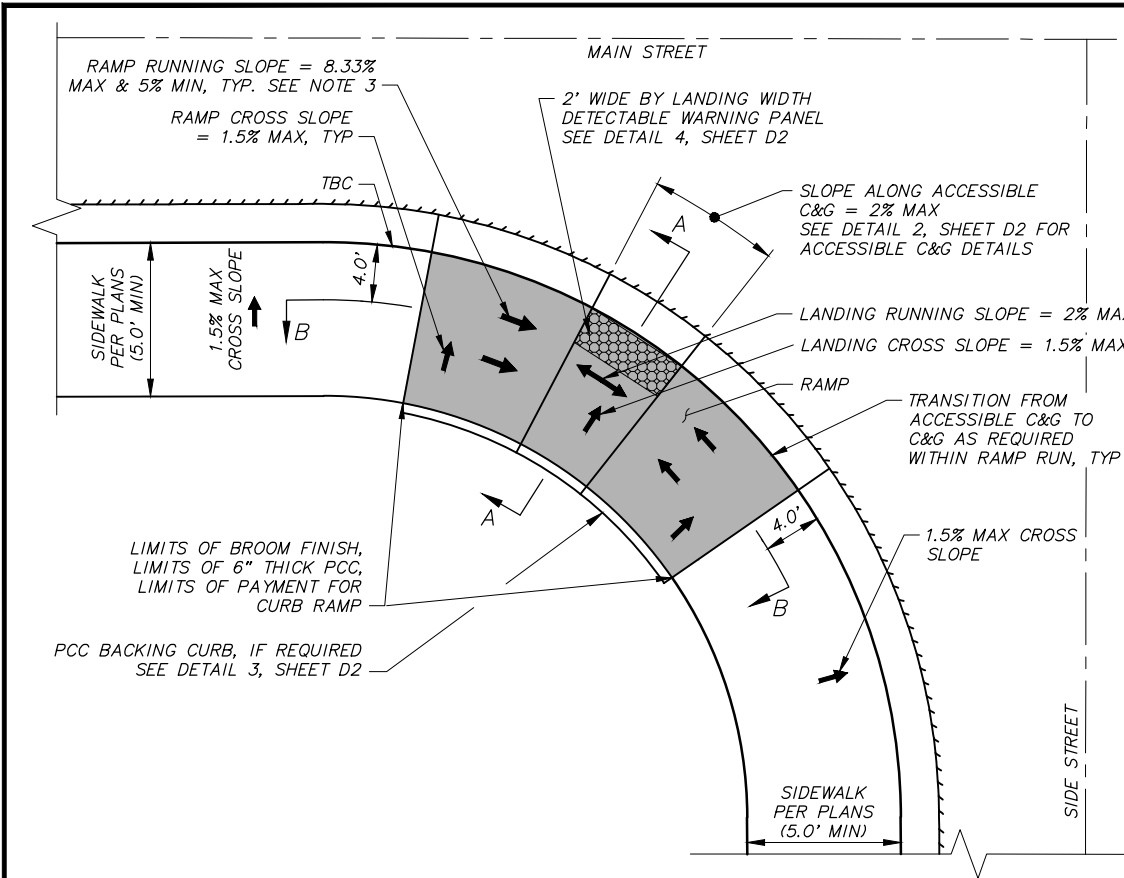 MAIN STREET
RAMP RUNNING SLOPE = 8.33%
MAX & 5% MIN, TYP. SEE NOTE 3
RAMP CROSS SLOPE
= 1.5% MAX, TYP
TBC
2' WIDE BY LANDING WIDTH
DETECTABLE WARNING PANEL
SEE DETAIL 4, SHEET D2
A
SLOPE ALONG ACCESSIBLE
C&G = 2% MAX
SEE DETAIL 2, SHEET D2 FOR
ACCESSIBLE C&G DETAILS
SIDEWALK
PER PLANS
(5.0' MIN)
1.5% MAX
CROSS SLOPE
B
4.0'
LANDING RUNNING SLOPE = 2% MAX
LANDING CROSS SLOPE = 1.5% MAX
RAMP
TRANSITION FROM
ACCESSIBLE C&G TO
C&G AS REQUIRED
WITHIN RAMP RUN, TYP
A
4.0'
B
1.5% MAX CROSS
SLOPE
LIMITS OF BROOM FINISH,
LIMITS OF 6" THICK PCC,
LIMITS OF PAYMENT FOR
CURB RAMP
PCC BACKING CURB, IF REQUIRED
SEE DETAIL 3, SHEET D2
SIDEWALK
PER PLANS
(5.0' MIN)
SIDE STREET